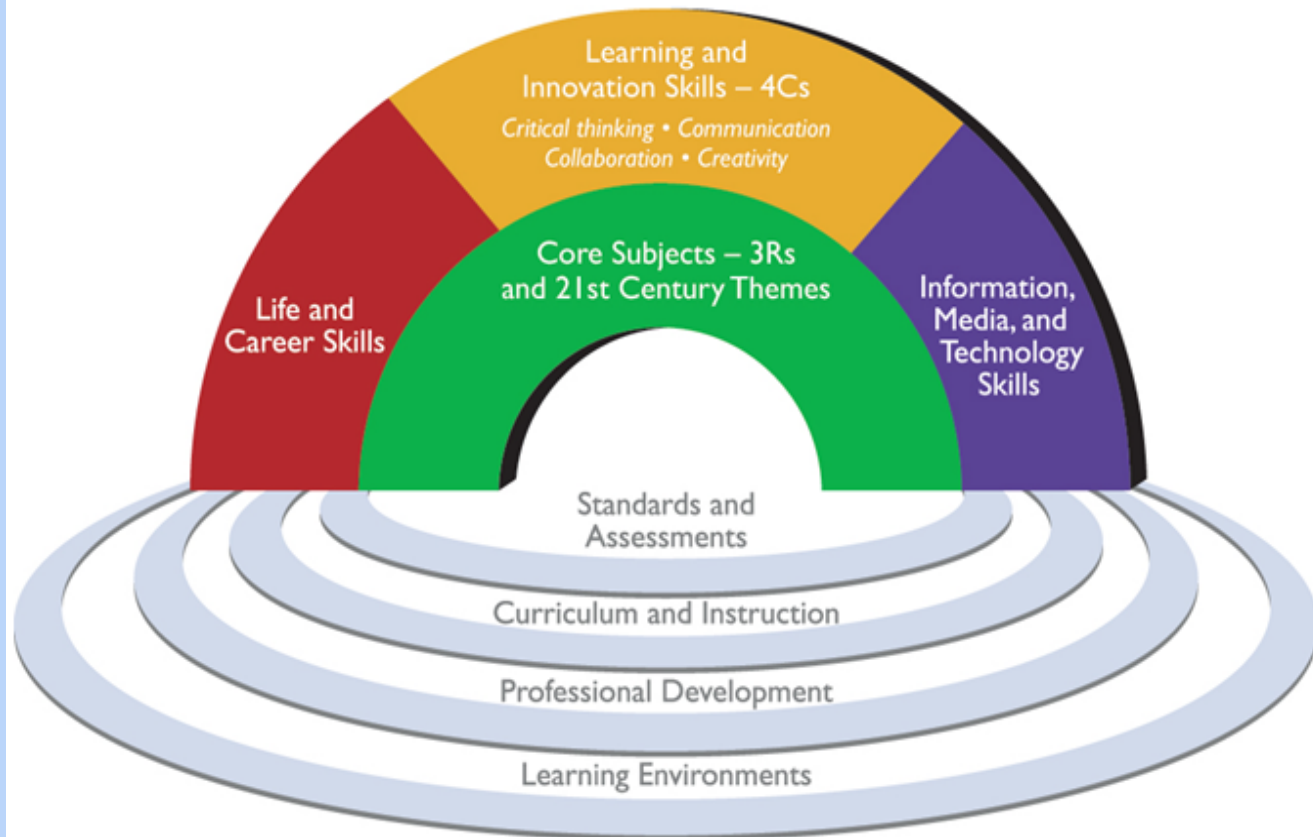 Learning and
Innovation Skills – 4Cs
Critical thinking • Communication
Collaboration • Creativity
Core Subjects – 3Rs
and 21st Century Themes
Life and
Career Skills
Information,
Media, and
Technology
Skills
Standards and
Assessments
Curriculum and Instruction
Professional Development
Learning Environments